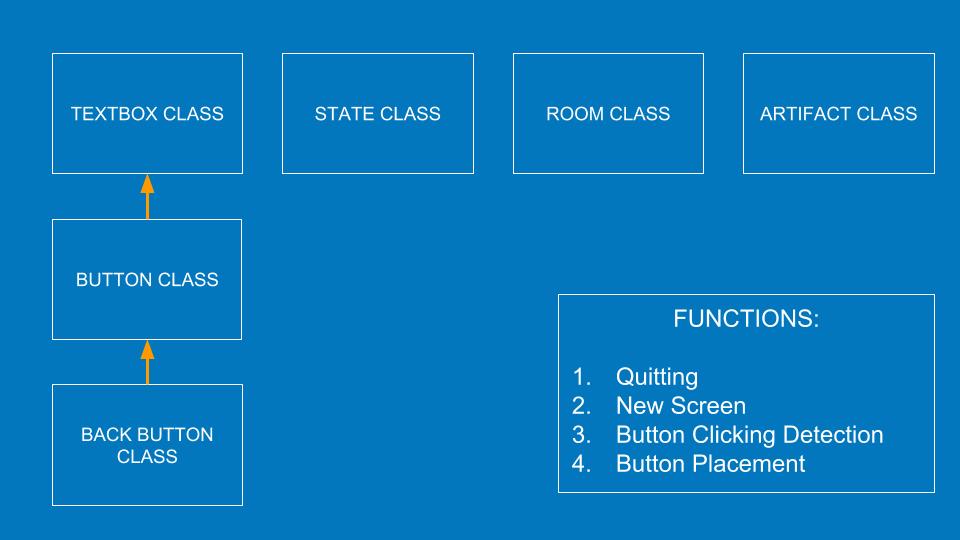 TEXTBOX CLASS
STATE CLASS
ROOM CLASS
ARTIFACT CLASS
BUTTON CLASS
BACK BUTTON
CLASS
FUNCTIONS:
1. Quitting
2. New Screen
3. Button Clicking Detection
4. Button Placement